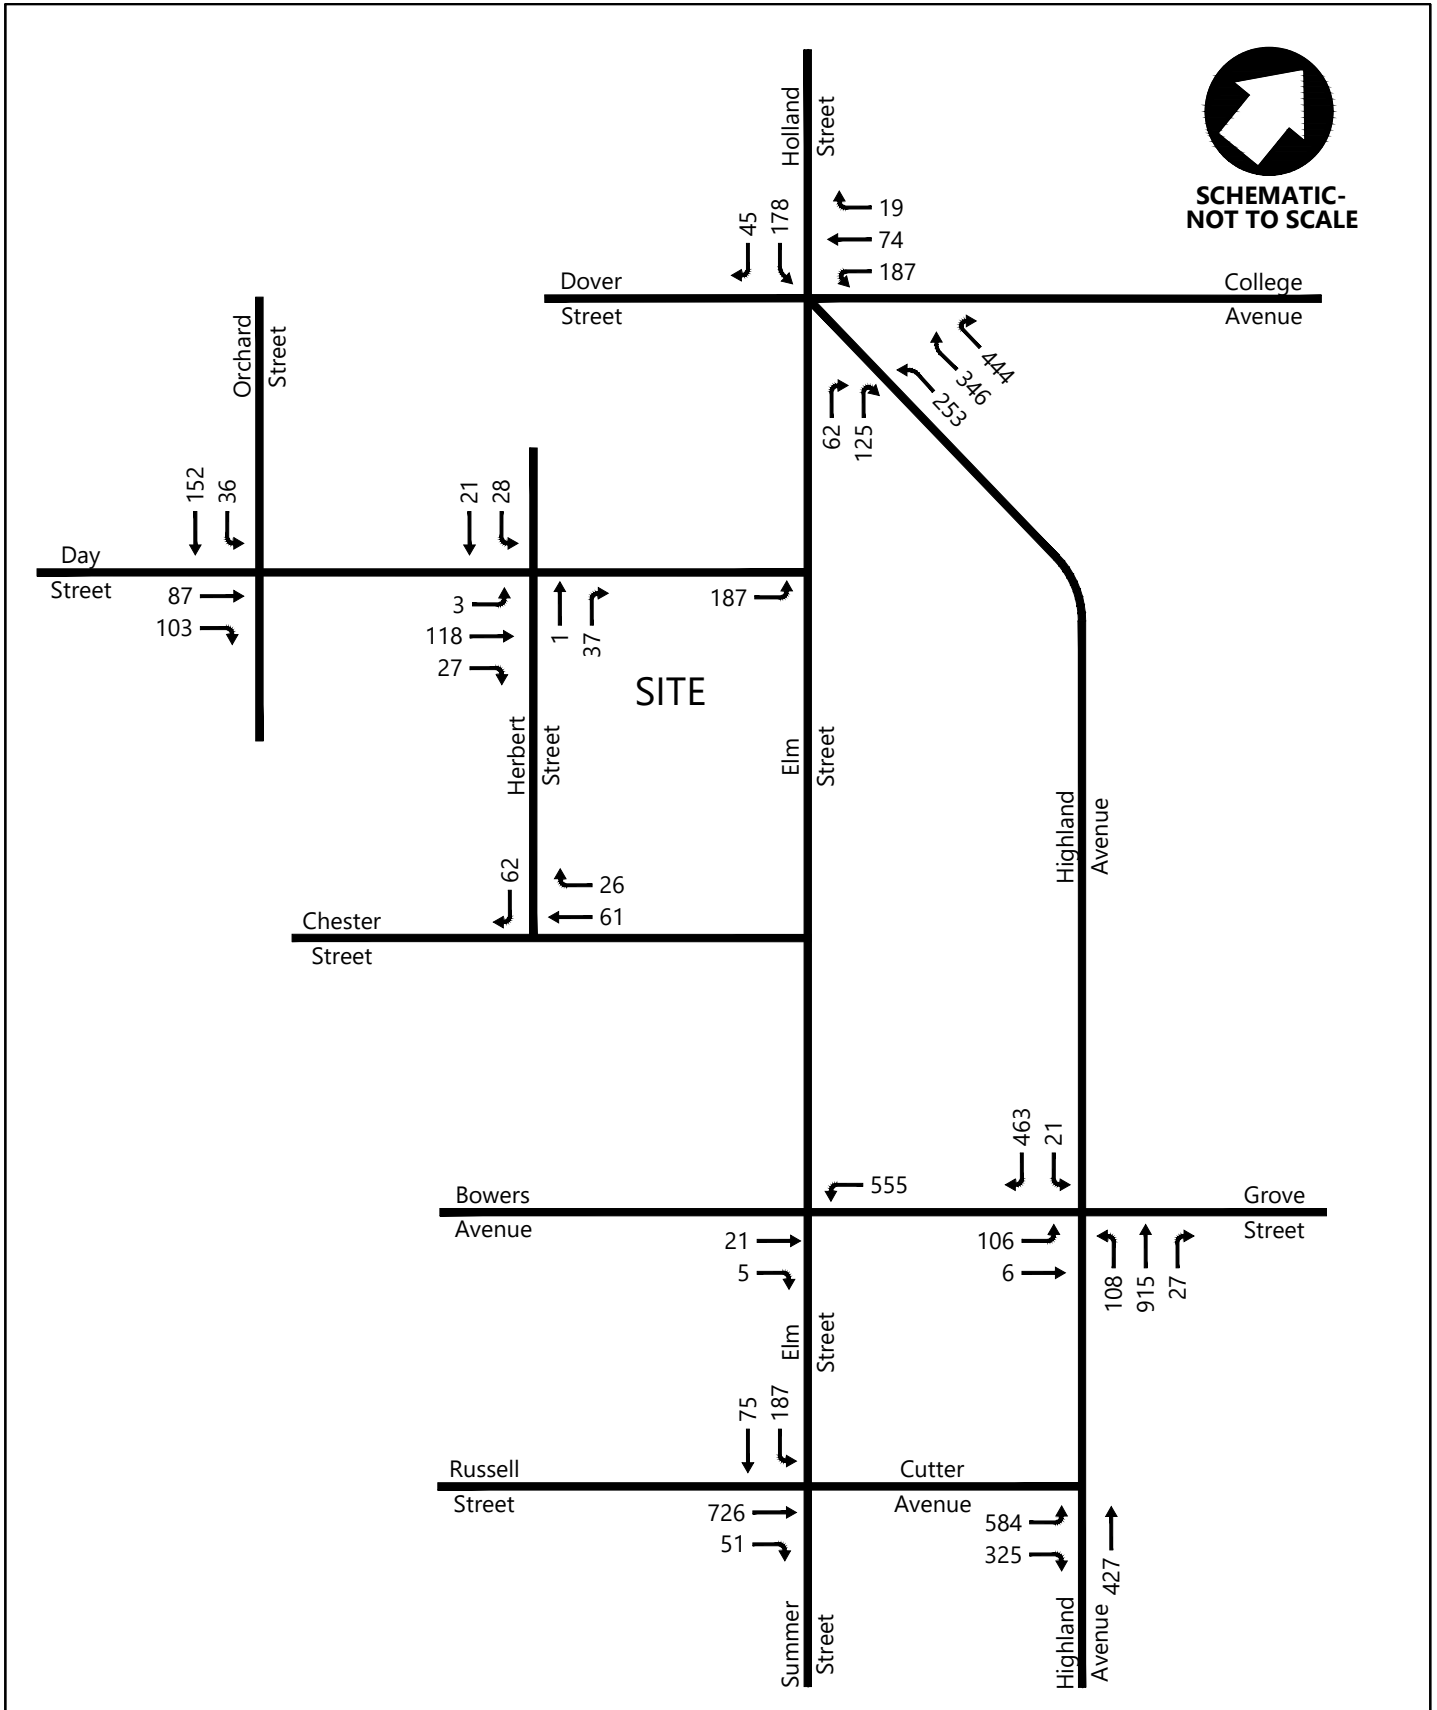 Holland
Street
SCHEMATIC-
NOT TO SCALE
45
178
19
74
187
Dover
Street
College
Avenue
Orchard
Street
444
346
253
62
125
152
36
21
28
Day
Street
87
103
3
118
27
1
37
187
SITE
Herbert
Street
Elm
Street
Highland
Avenue
62
26
61
Chester
Street
463
21
555
Bowers
Avenue
Grove
Street
21
5
106
6
108
915
27
Elm
Street
75
187
Russell
Street
Cutter
Avenue
726
51
584
325
427
Summer
Street
Highland
Avenue